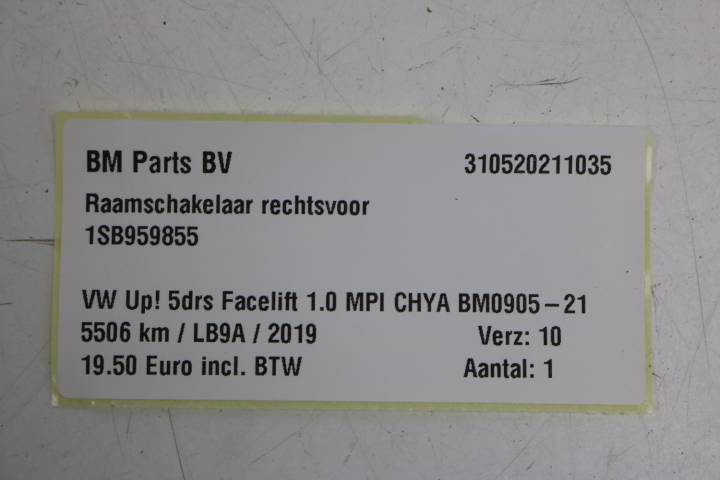 BM Parts BV 310520211035
Raamschakelaar rechtsvoor
1SB959855
VW Up! 5drs Facelift 1.0 MPI CHYA BM0905-21
5506 km / LB9A / 2019 Verz: 10
19.50 Euro incl. BTW Aantal: 1